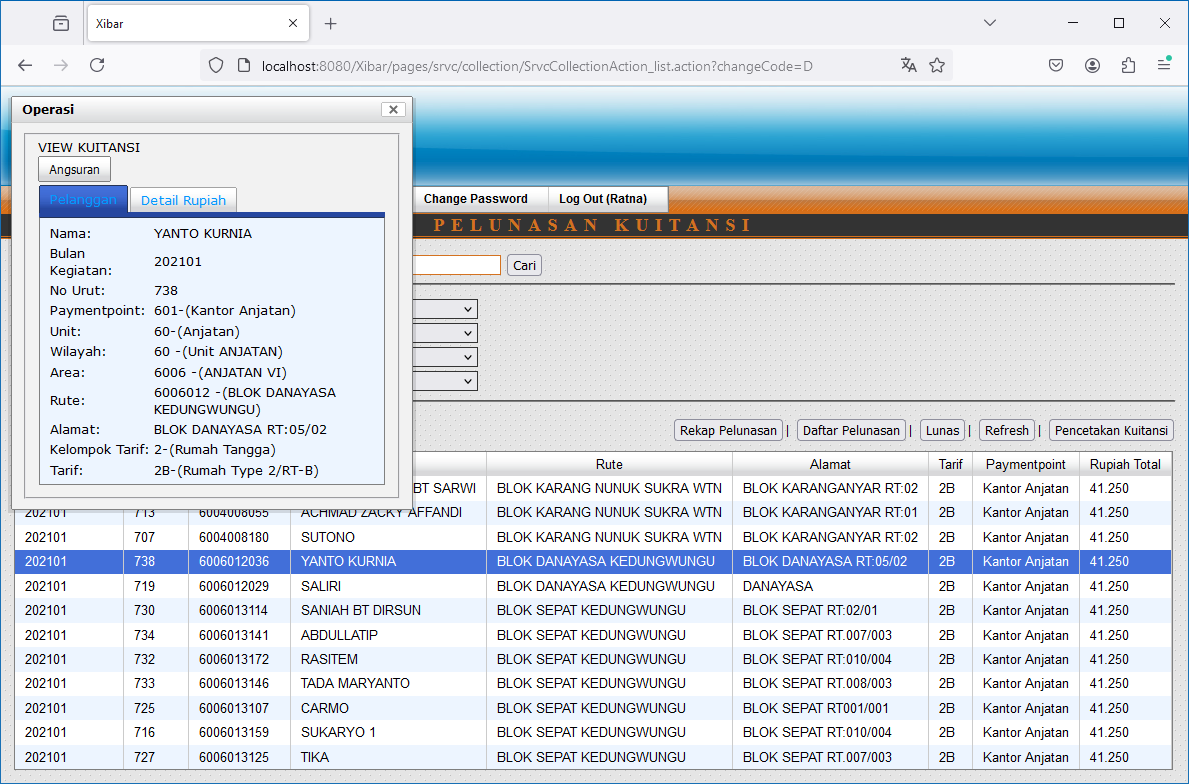 Xibar
localhost:8080/Xibar/pages/srvc/collection/SrvcCollectionAction_list.action?changeCode=D
Operasi
VIEW KUITANSI
Angsuran
Pelanggan Detail Rupiah
Nama: YANTO KURNIA
Bulan Kegiatan: 202101
No Urut: 738
Paymentpoint: 601-(Kantor Anjatan)
Unit: 60-(Anjatan)
Wilayah: 60 -(Unit ANJATAN)
Area: 6006 -(ANJATAN VI)
Rute: 6006012 -(BLOK DANAYASA KEDUNGWUNGU)
Alamat: BLOK DANAYASA RT:05/02
Kelompok Tarif: 2-(Rumah Tangga)
Tarif: 2B-(Rumah Type 2/RT-B)
Change Password Log Out (Ratna)
PELUNASAN KUITANSI
Cari
Rekap Pelunasan | Daftar Pelunasan | Lunas | Refresh | Pencetakan Kuitansi
Rute Alamat Tarif Paymentpoint Rupiah Total
BT SARWI BLOK KARANG NUNUK SUKRA WTN BLOK KARANGANYAR RT:02 2B Kantor Anjatan 41.250
202101 713 6004008055 ACHMAD ZACKY AFFANDI BLOK KARANG NUNUK SUKRA WTN BLOK KARANGANYAR RT:01 2B Kantor Anjatan 41.250
202101 707 6004008180 SUTONO BLOK KARANG NUNUK SUKRA WTN BLOK KARANGANYAR RT:02 2B Kantor Anjatan 41.250
202101 738 6006012036 YANTO KURNIA BLOK DANAYASA KEDUNGWUNGU BLOK DANAYASA RT:05/02 2B Kantor Anjatan 41.250
202101 719 6006012029 SALIRI BLOK DANAYASA KEDUNGWUNGU DANAYASA 2B Kantor Anjatan 41.250
202101 730 6006013114 SANIAH BT DIRSUN BLOK SEPAT KEDUNGWUNGU BLOK SEPAT RT:02/01 2B Kantor Anjatan 41.250
202101 734 6006013141 ABDULLATIP BLOK SEPAT KEDUNGWUNGU BLOK SEPAT RT.007/003 2B Kantor Anjatan 41.250
202101 732 6006013172 RASITEM BLOK SEPAT KEDUNGWUNGU BLOK SEPAT RT:010/004 2B Kantor Anjatan 41.250
202101 733 6006013146 TADA MARYANTO BLOK SEPAT KEDUNGWUNGU BLOK SEPAT RT.008/003 2B Kantor Anjatan 41.250
202101 725 6006013107 CARMO BLOK SEPAT KEDUNGWUNGU BLOK SEPAT RT001/001 2B Kantor Anjatan 41.250
202101 716 6006013159 SUKARYO 1 BLOK SEPAT KEDUNGWUNGU BLOK SEPAT RT:010/004 2B Kantor Anjatan 41.250
202101 727 6006013125 TIKA BLOK SEPAT KEDUNGWUNGU BLOK SEPAT RT:007/003 2B Kantor Anjatan 41.250